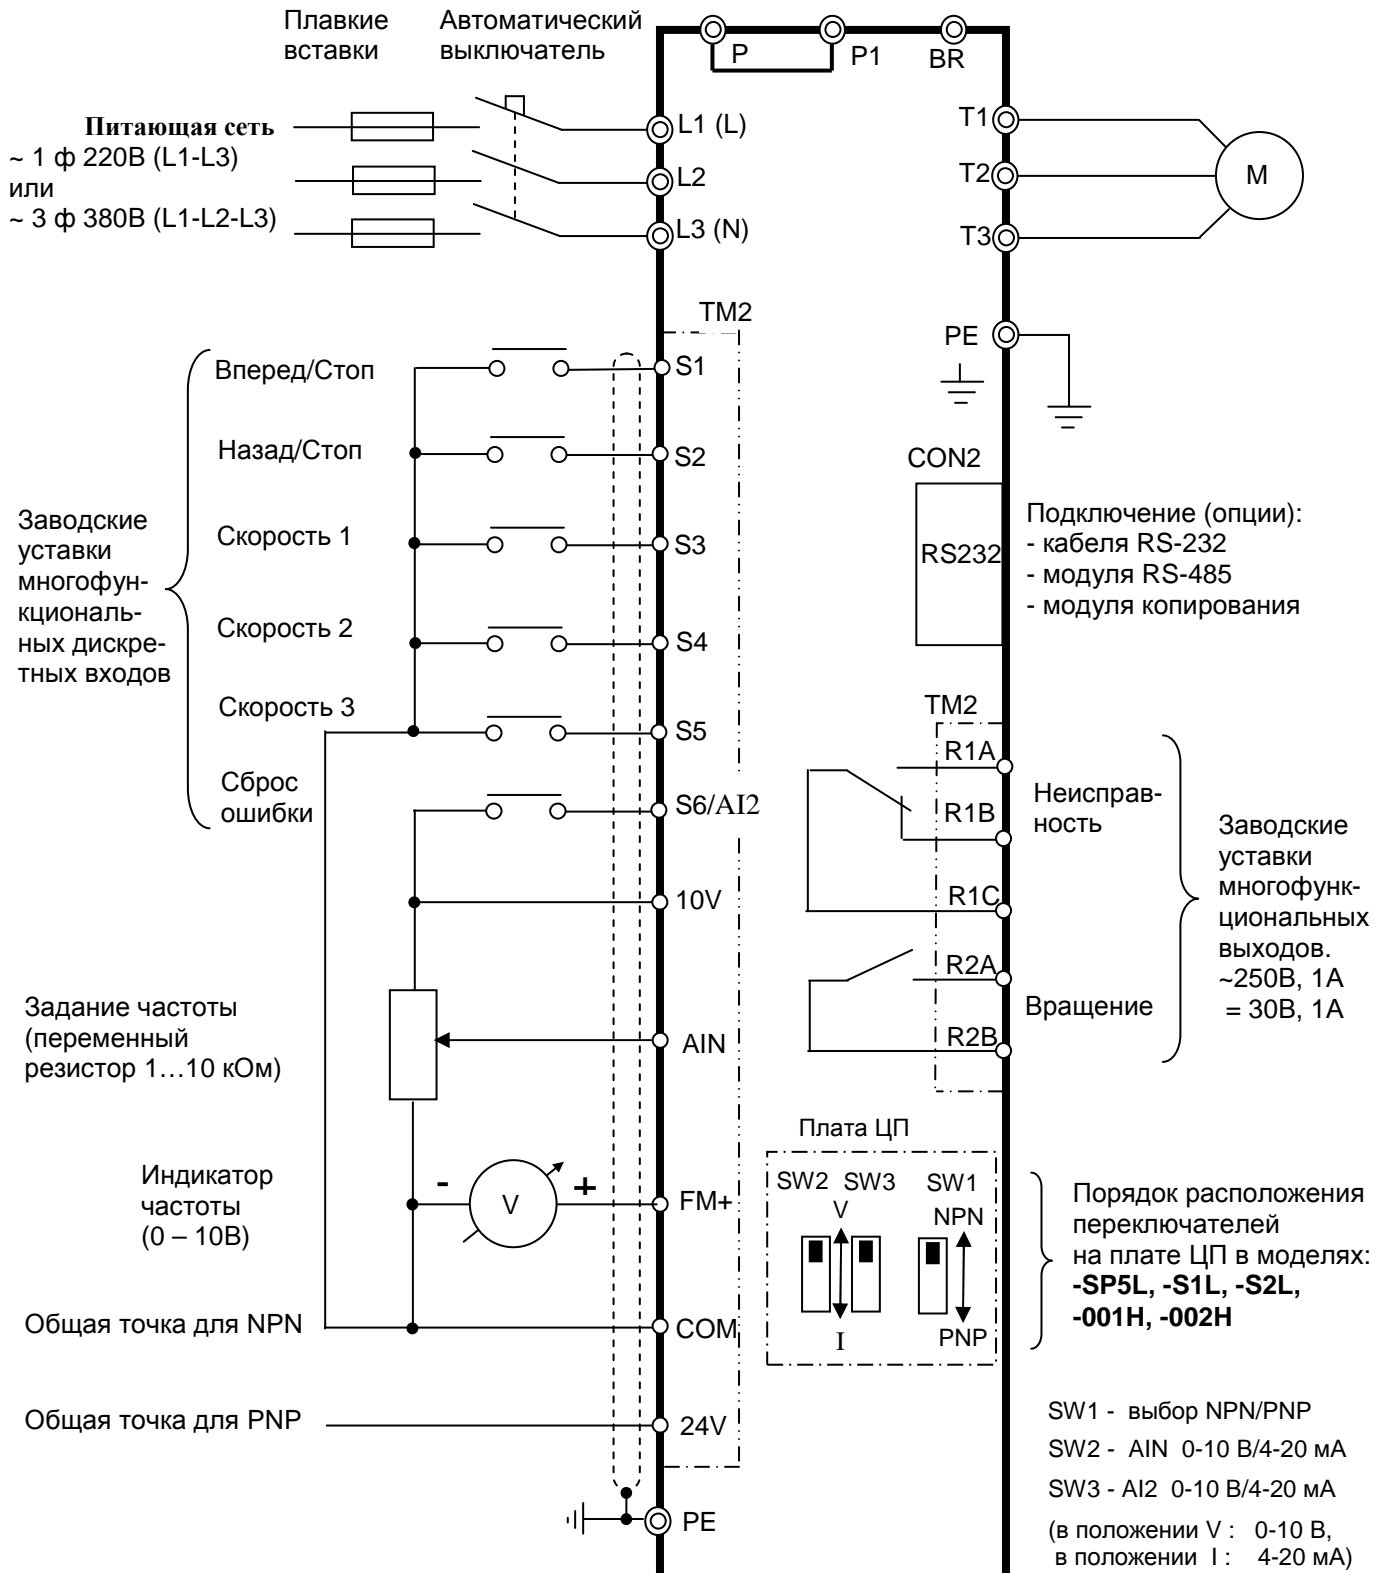 Плавкие
вставки
Автоматический
выключатель
P
P1
BR
Питающая сеть
~ 1 ф 220В (L1-L3)
или
~ 3 ф 380В (L1-L2-L3)
L1 (L)
L2
L3 (N)
T1
T2
T3
M
TM2
PE
Вперед/Стоп
S1
Назад/Стоп
S2
Скорость 1
S3
Скорость 2
S4
Скорость 3
S5
Сброс
ошибки
S6/AI2
Заводские
уставки
многофун-
кциональ-
ных дискре-
тных входов
CON2
RS232
Подключение (опции):
- кабеля RS-232
- модуля RS-485
- модуля копирования
TM2
R1A
R1B
R1C
R2A
R2B
Неисправ-
ность
Вращение
Заводские
уставки
многофунк-
циональных
выходов.
~250В, 1А
= 30В, 1А
10V
Задание частоты
(переменный
резистор 1…10 кОм)
AIN
Индикатор
частоты
(0 – 10В)
-
V
+
FM+
Плата ЦП
SW2 SW3 SW1
V
NPN
I
PNP
Порядок расположения
переключателей
на плате ЦП в моделях:
-SP5L, -S1L, -S2L,
-001H, -002H
Общая точка для NPN
COM
Общая точка для PNP
24V
PE
SW1 - выбор NPN/PNP
SW2 - AIN 0-10 В/4-20 мА
SW3 - AI2 0-10 В/4-20 мА
(в положении V : 0-10 В,
в положении I : 4-20 мА)